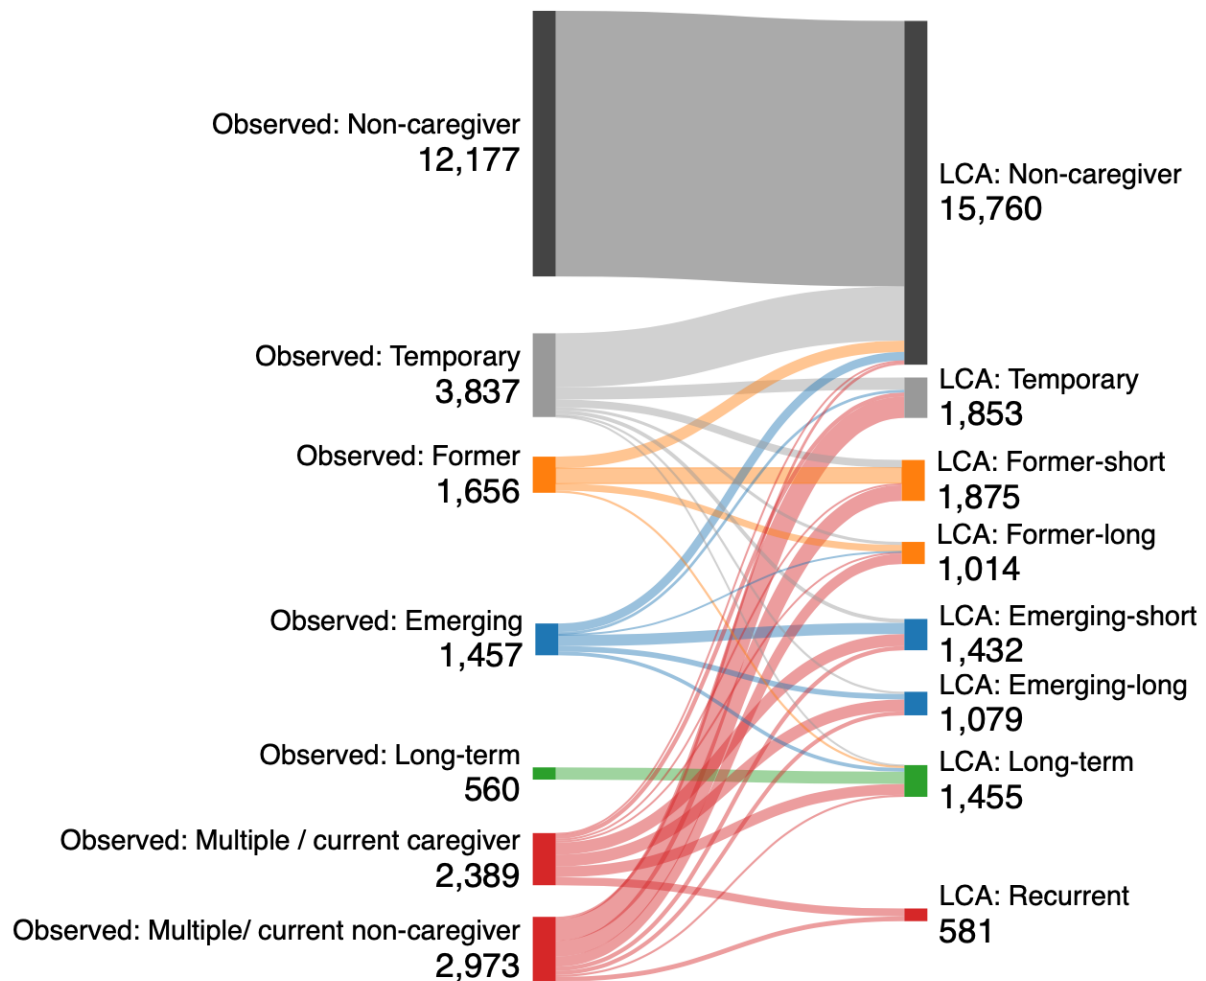 Observed: Non-caregiver
12,177
Observed: Temporary
3,837
Observed: Former
1,656
Observed: Emerging
1,457
Observed: Long-term
560
Observed: Multiple / current caregiver
2,389
Observed: Multiple/ current non-caregiver
2,973
LCA: Non-caregiver
15,760
LCA: Temporary
1,853
LCA: Former-short
1,875
LCA: Former-long
1,014
LCA: Emerging-short
1,432
LCA: Emerging-long
1,079
LCA: Long-term
1,455
LCA: Recurrent
581